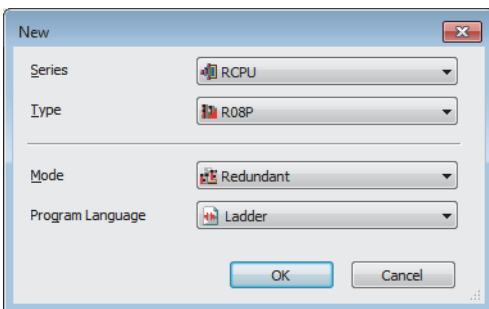 New
Series RCPU
Type R08P
Mode Redundant
Program Language Ladder
OK Cancel